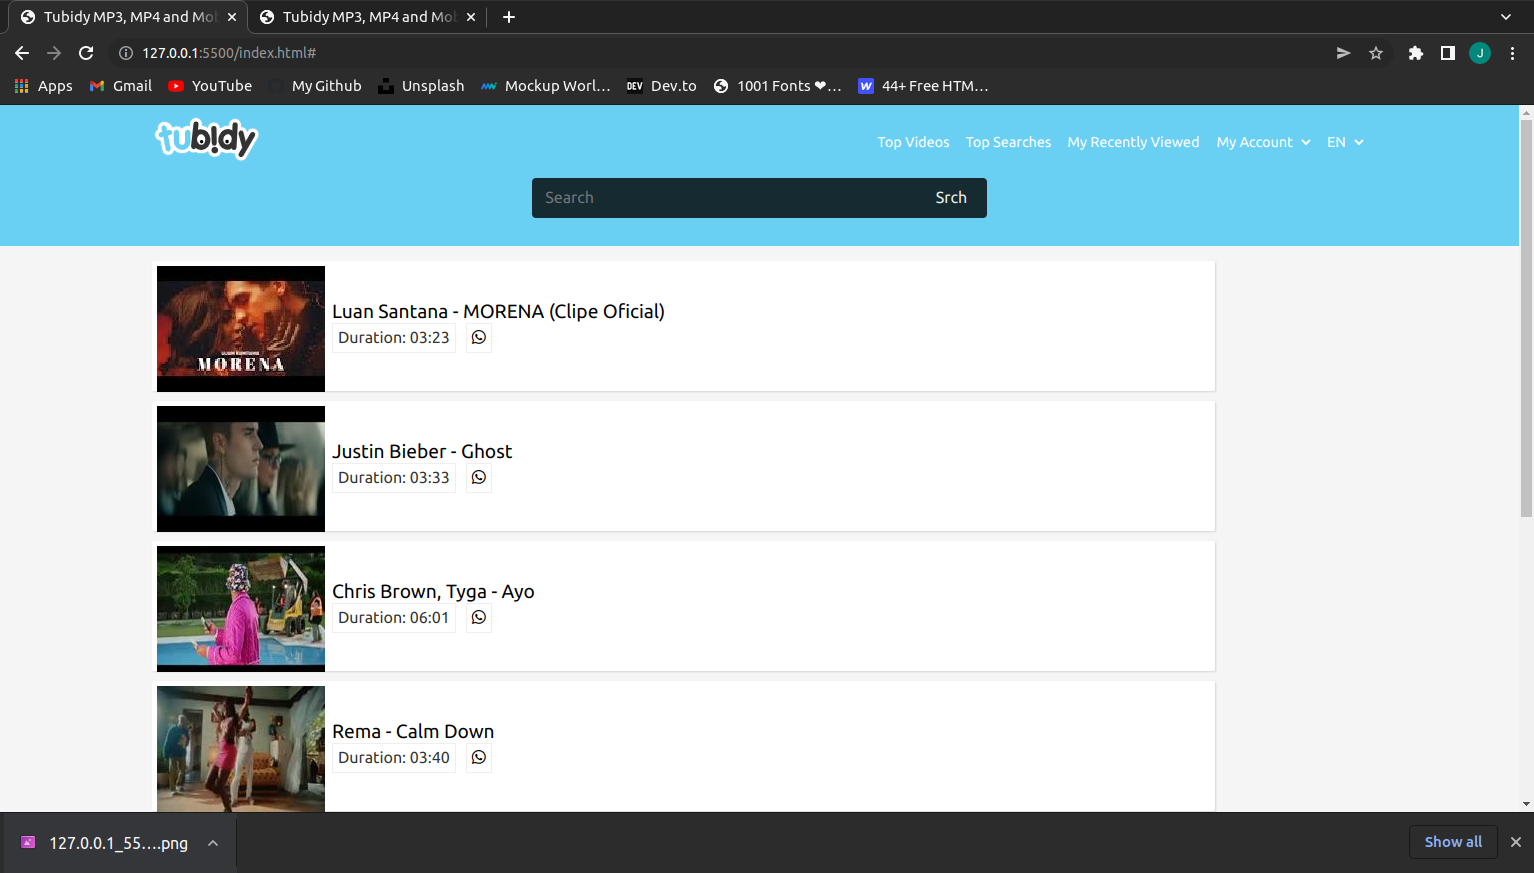 Tubidy MP3, MP4 and Mob
Tubidy MP3, MP4 and Mob
127.0.0.1:5500/index.html#
J
Apps
Gmail
YouTube
My Github
Unsplash
Mockup Worl...
DEV Dev.to
1001 Fonts ❤...
W 44+ Free HTM...
tubidy
Top Videos
Top Searches
My Recently Viewed
My Account
EN
Search
Srch
Luan Santana - MORENA (Clipe Oficial)
Duration: 03:23
MORENA
Justin Bieber - Ghost
Duration: 03:33
Chris Brown, Tyga - Ayo
Duration: 06:01
Rema - Calm Down
Duration: 03:40
127.0.0.1_55....png
Show all